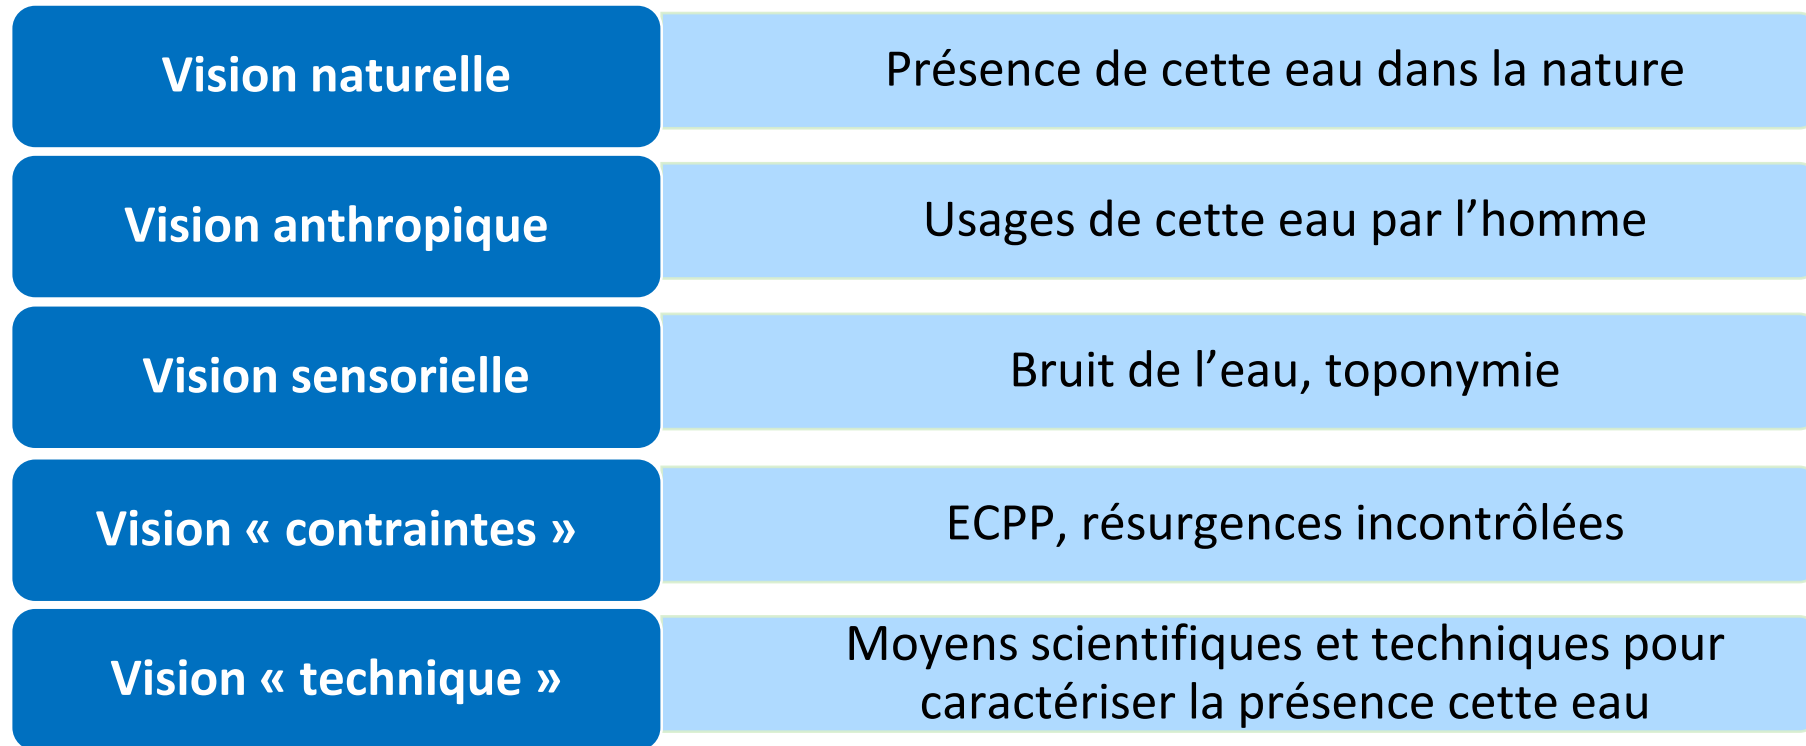 Vision naturelle
Présence de cette eau dans la nature
Vision anthropique
Usages de cette eau par l’homme
Vision sensorielle
Bruit de l’eau, toponymie
Vision « contraintes »
ECPP, résurgences incontrôlées
Vision « technique »
Moyens scientifiques et techniques pour
caractériser la présence cette eau